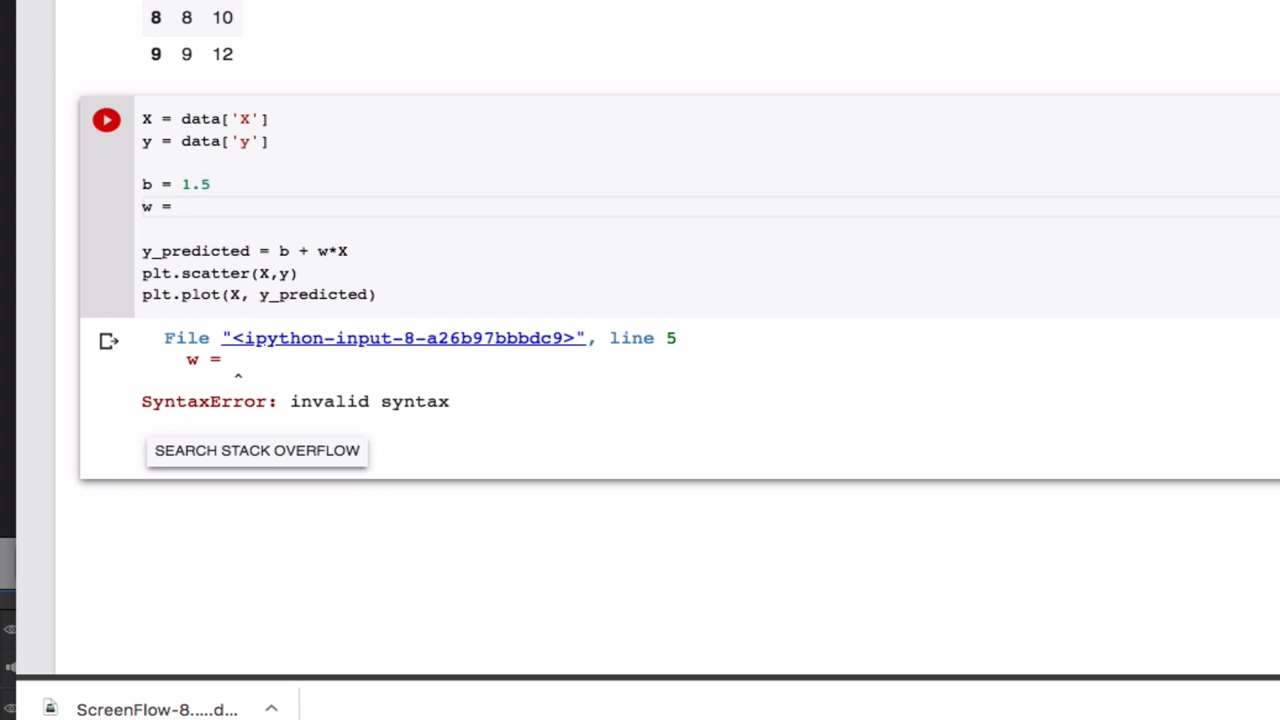 8 8 10
9 9 12
X = data['X']
y = data['y']
b = 1.5
w =
y_predicted = b + w*X
plt.scatter(X,y)
plt.plot(X, y_predicted)
File "<ipython-input-8-a26b97bbbdc9>", line 5
w =
^
SyntaxError: invalid syntax
SEARCH STACK OVERFLOW
ScreenFlow-8.....d...